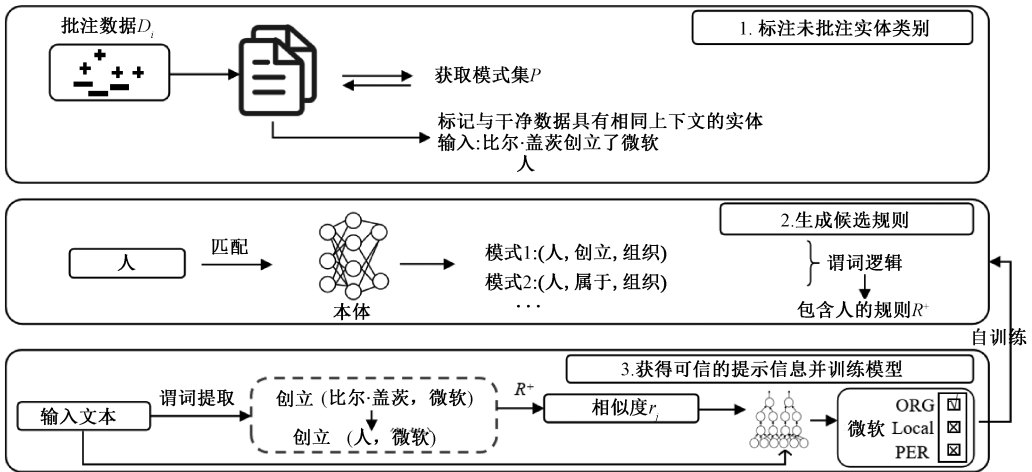 批注数据Di
1. 标注未批注实体类别
获取模式集P
标记与干净数据具有相同上下文的实体
输入:比尔·盖茨创立了微软
人
2.生成候选规则
人
匹配
本体
模式1:(人,创立,组织)
模式2:(人,属于,组织)
...
谓词逻辑
包含人的规则R+
自训练
3.获得可信的提示信息并训练模型
输入文本
谓词提取
创立 (比尔·盖茨, 微软)
创立 (人, 微软)
R+
相似度ri
微软
ORG
Local
PER